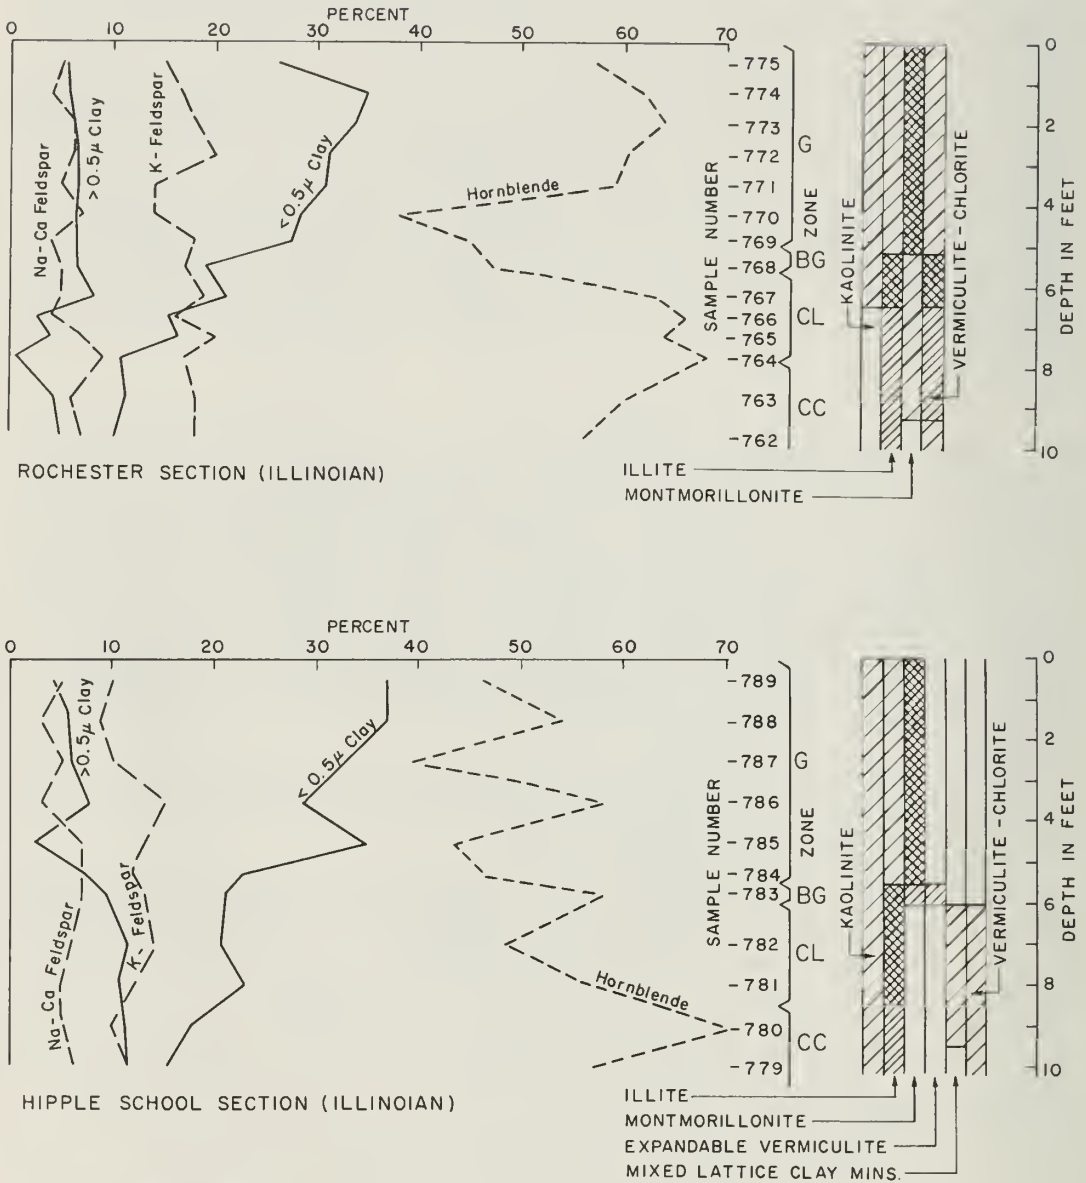 PERCENT
0 10 20 30 40 50 60 70
Na-Ca Feldspar
>0.5μ Clay
K-Feldspar
<0.5μ Clay
Hornblende
SAMPLE NUMBER
-775
-774
-773
-772
-771
-770
-769
-768
-767
-766
-765
-764
763
-762
G
ZONE
BG
CL
CC
KAOLINITE
VERMICULITE-CHLORITE
DEPTH IN FEET
0
2
4
6
8
10
ROCHESTER SECTION (ILLINOIAN)
ILLITE
MONTMORILLONITE
PERCENT
0 10 20 30 40 50 60 70
>0.5μ Clay
Na-Ca Feldspar
K-Feldspar
<0.5μ Clay
Hornblende
SAMPLE NUMBER
-789
-788
-787
-786
-785
-784
-783
-782
-781
-780
-779
G
ZONE
BG
CL
CC
KAOLINITE
VERMICULITE-CHLORITE
DEPTH IN FEET
0
2
4
6
8
10
HIPPLE SCHOOL SECTION (ILLINOIAN)
ILLITE
MONTMORILLONITE
EXPANDABLE VERMICULITE
MIXED LATTICE CLAY MINS.